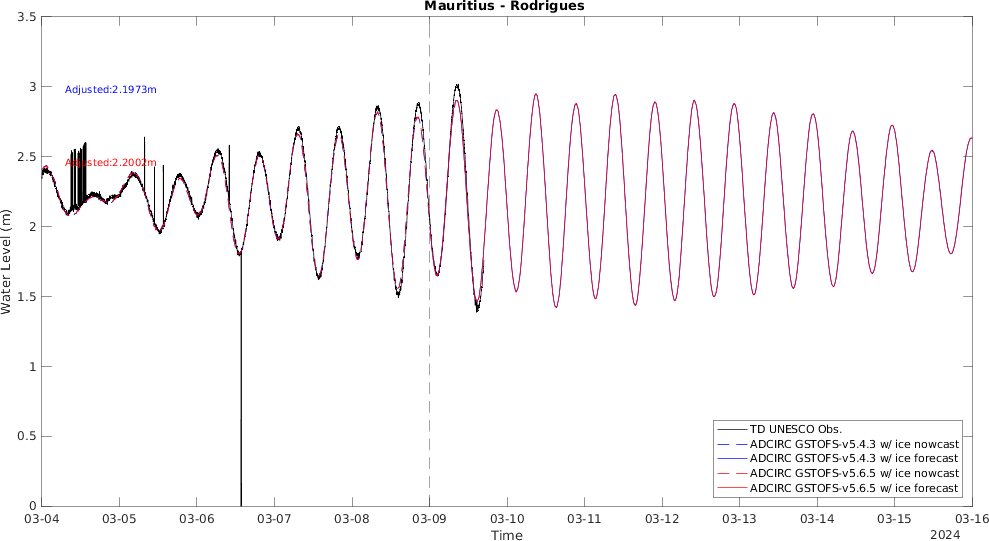 Mauritius - Rodrigues
3.5
3
2.5
2
1.5
1
0.5
0
Water Level (m)
Adjusted:2.1973m
Adjusted:2.2002m
TD UNESCO Obs.
ADCIRC GSTOFS-v5.4.3 w/ ice nowcast
ADCIRC GSTOFS-v5.4.3 w/ ice forecast
ADCIRC GSTOFS-v5.6.5 w/ ice nowcast
ADCIRC GSTOFS-v5.6.5 w/ ice forecast
03-04 03-05 03-06 03-07 03-08 03-09 03-10 03-11 03-12 03-13 03-14 03-15 03-16
Time
2024